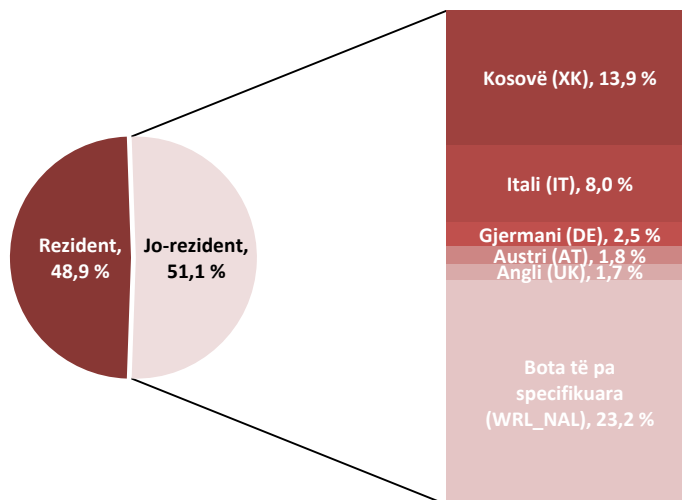 Rezident,
48,9 %
Jo-rezident,
51,1 %
Kosovë (XK), 13,9 %
Itali (IT), 8,0 %
Gjermani (DE), 2,5 %
Austri (AT), 1,8 %
Angli (UK), 1,7 %
Bota të pa
specifikuara
(WRL_NAL), 23,2 %